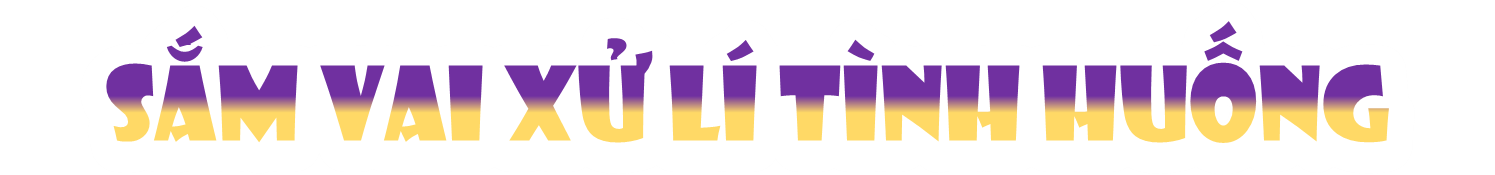 SẮM VAI XỬ LÍ TÌNH HUỐNG